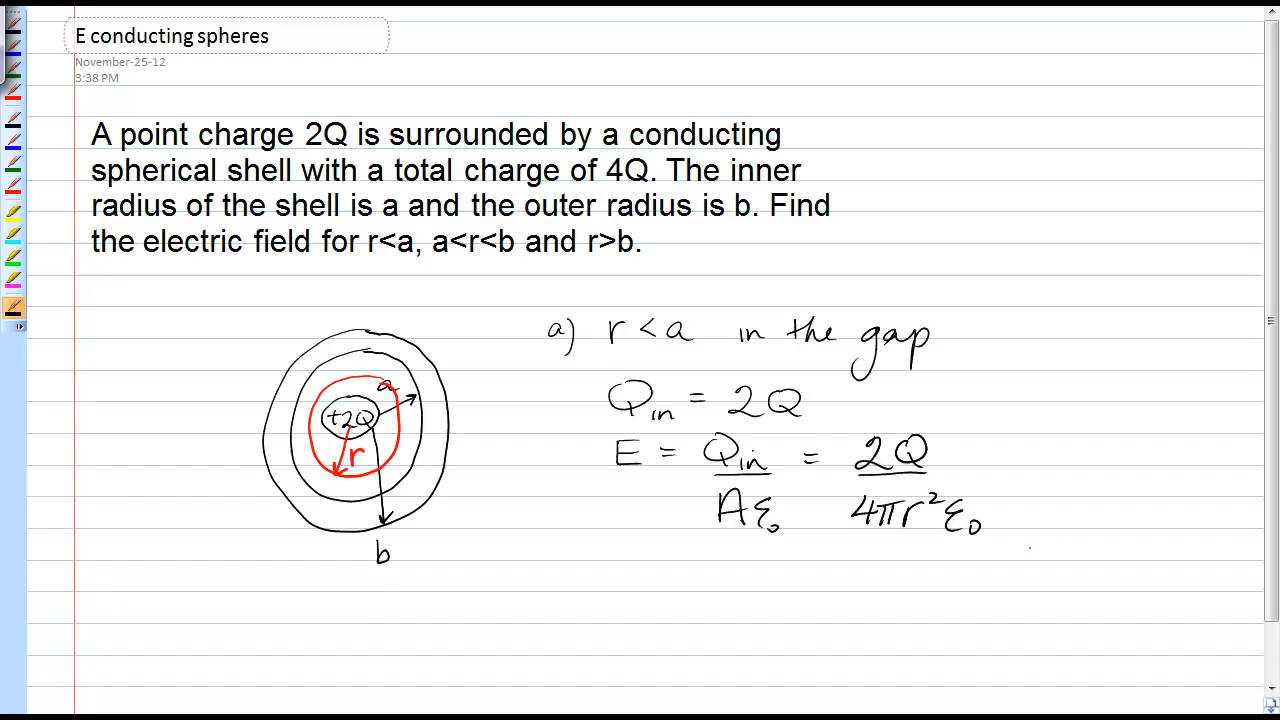 E conducting spheres
November-25-12
3:38 PM
A point charge 2Q is surrounded by a conducting
spherical shell with a total charge of 4Q. The inner
radius of the shell is a and the outer radius is b. Find
the electric field for r<a, a<r<b and r>b.
a) r < a in the gap
Q_in = 2Q
E = Q_in / Aε₀ = 2Q / 4πr²ε₀
a
+2Q
r
b